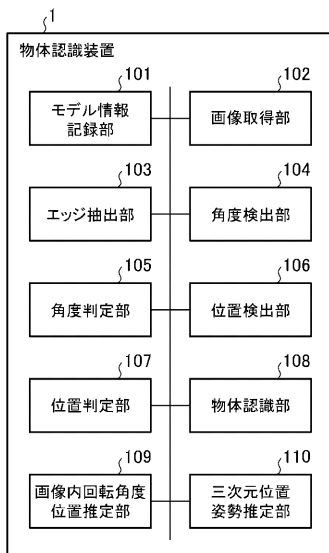 1
物体認識装置
101
モデル情報
記録部
102
画像取得部
103
エッジ抽出部
104
角度検出部
105
角度判定部
106
位置検出部
107
位置判定部
108
物体認識部
109
画像内回転角度
位置推定部
110
三次元位置
姿勢推定部